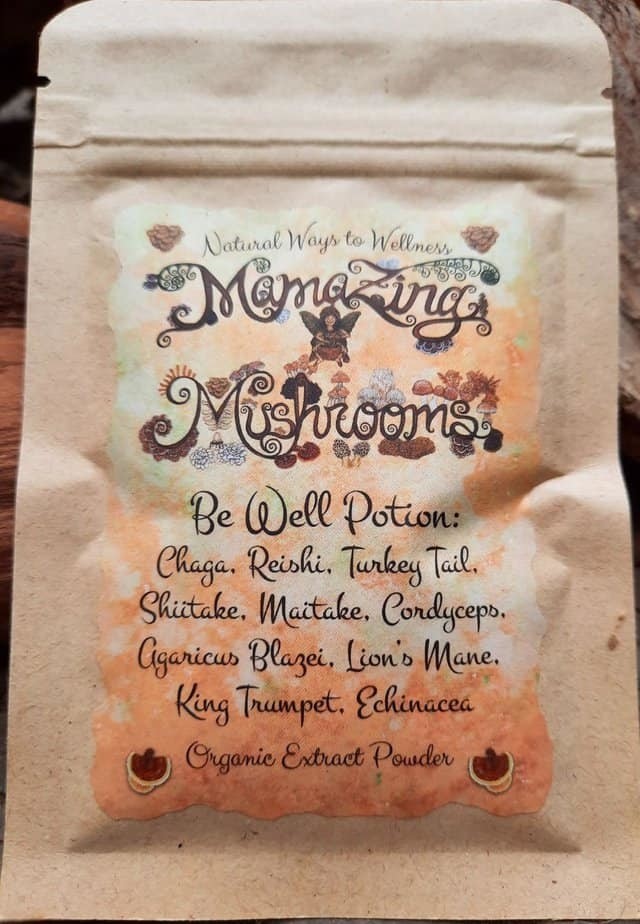 Natural Ways to Wellness
MamaZing
Mushrooms
Be Well Potion:
Chaga, Reishi, Turkey Tail,
Shiitake, Maitake, Cordyceps,
Agaricus Blazei, Lion's Mane,
King Trumpet, Echinacea
Organic Extract Powder